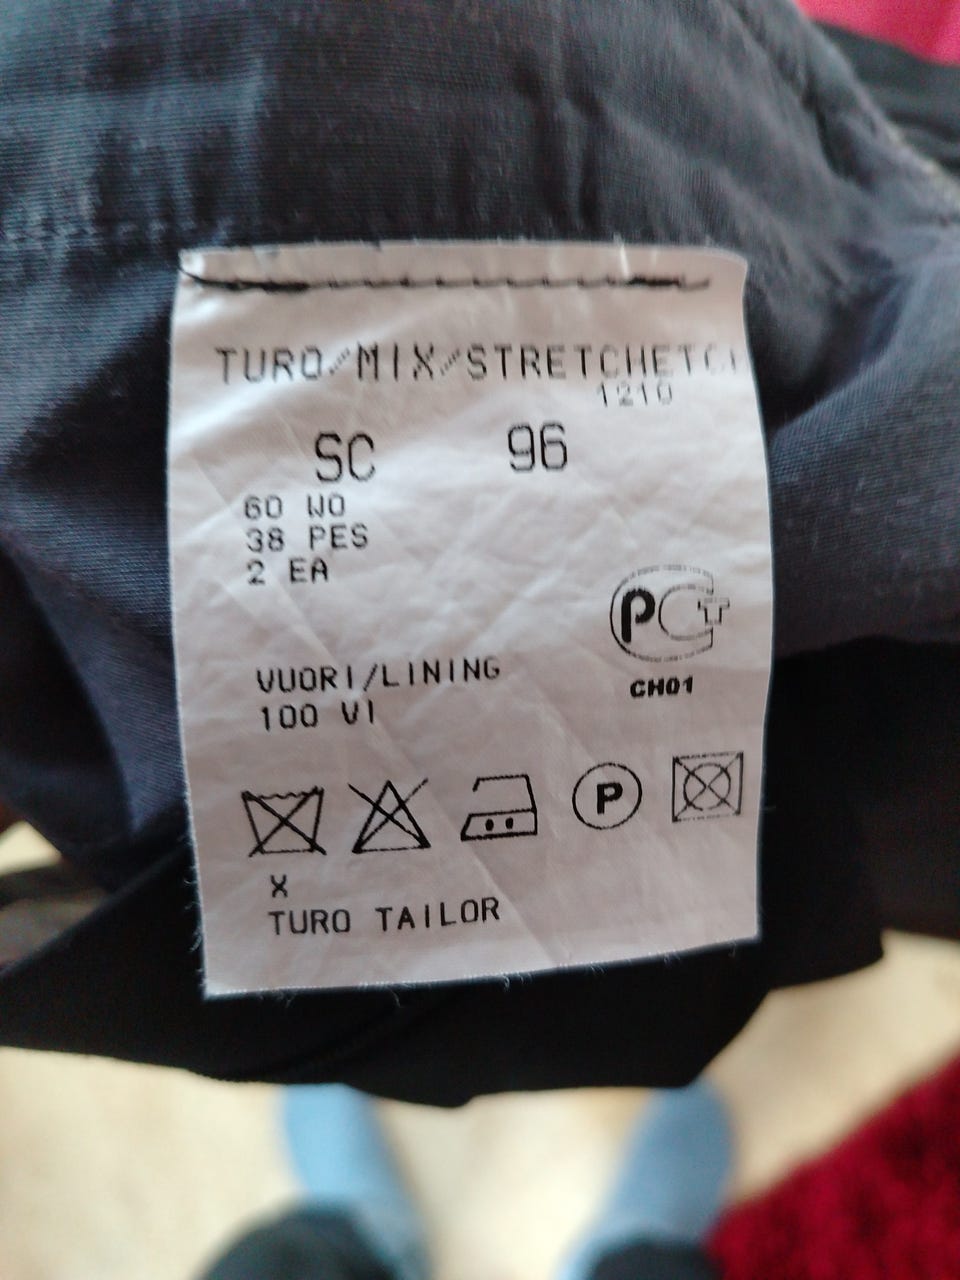 TURO/MIX/STRETCHETCH
1210
SC 96
60 WO
38 PES
2 EA
PCT
CH01
VUORI/LINING
100 VI
P
X
TURO TAILOR